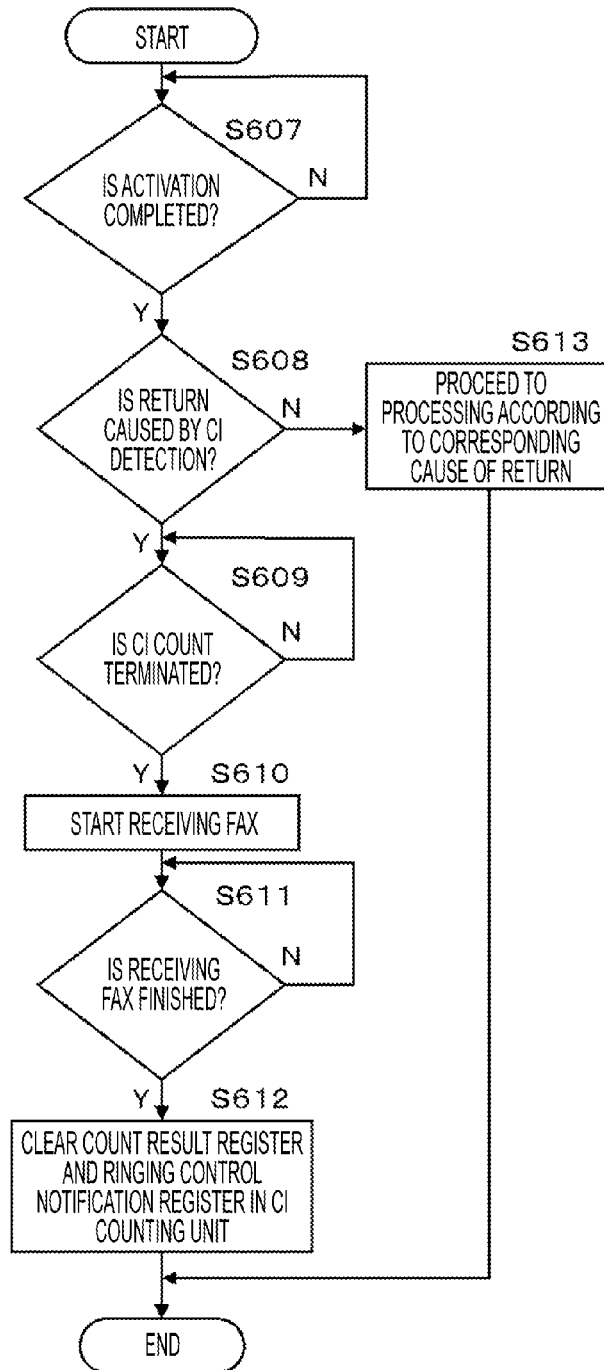 START
S607
IS ACTIVATION
COMPLETED?
N
Y
S608
IS RETURN
CAUSED BY CI
DETECTION?
N
S613
PROCEED TO
PROCESSING ACCORDING
TO CORRESPONDING
CAUSE OF RETURN
Y
S609
IS CI COUNT
TERMINATED?
N
Y
S610
START RECEIVING FAX
S611
IS RECEIVING
FAX FINISHED?
N
Y
S612
CLEAR COUNT RESULT REGISTER
AND RINGING CONTROL
NOTIFICATION REGISTER IN CI
COUNTING UNIT
END